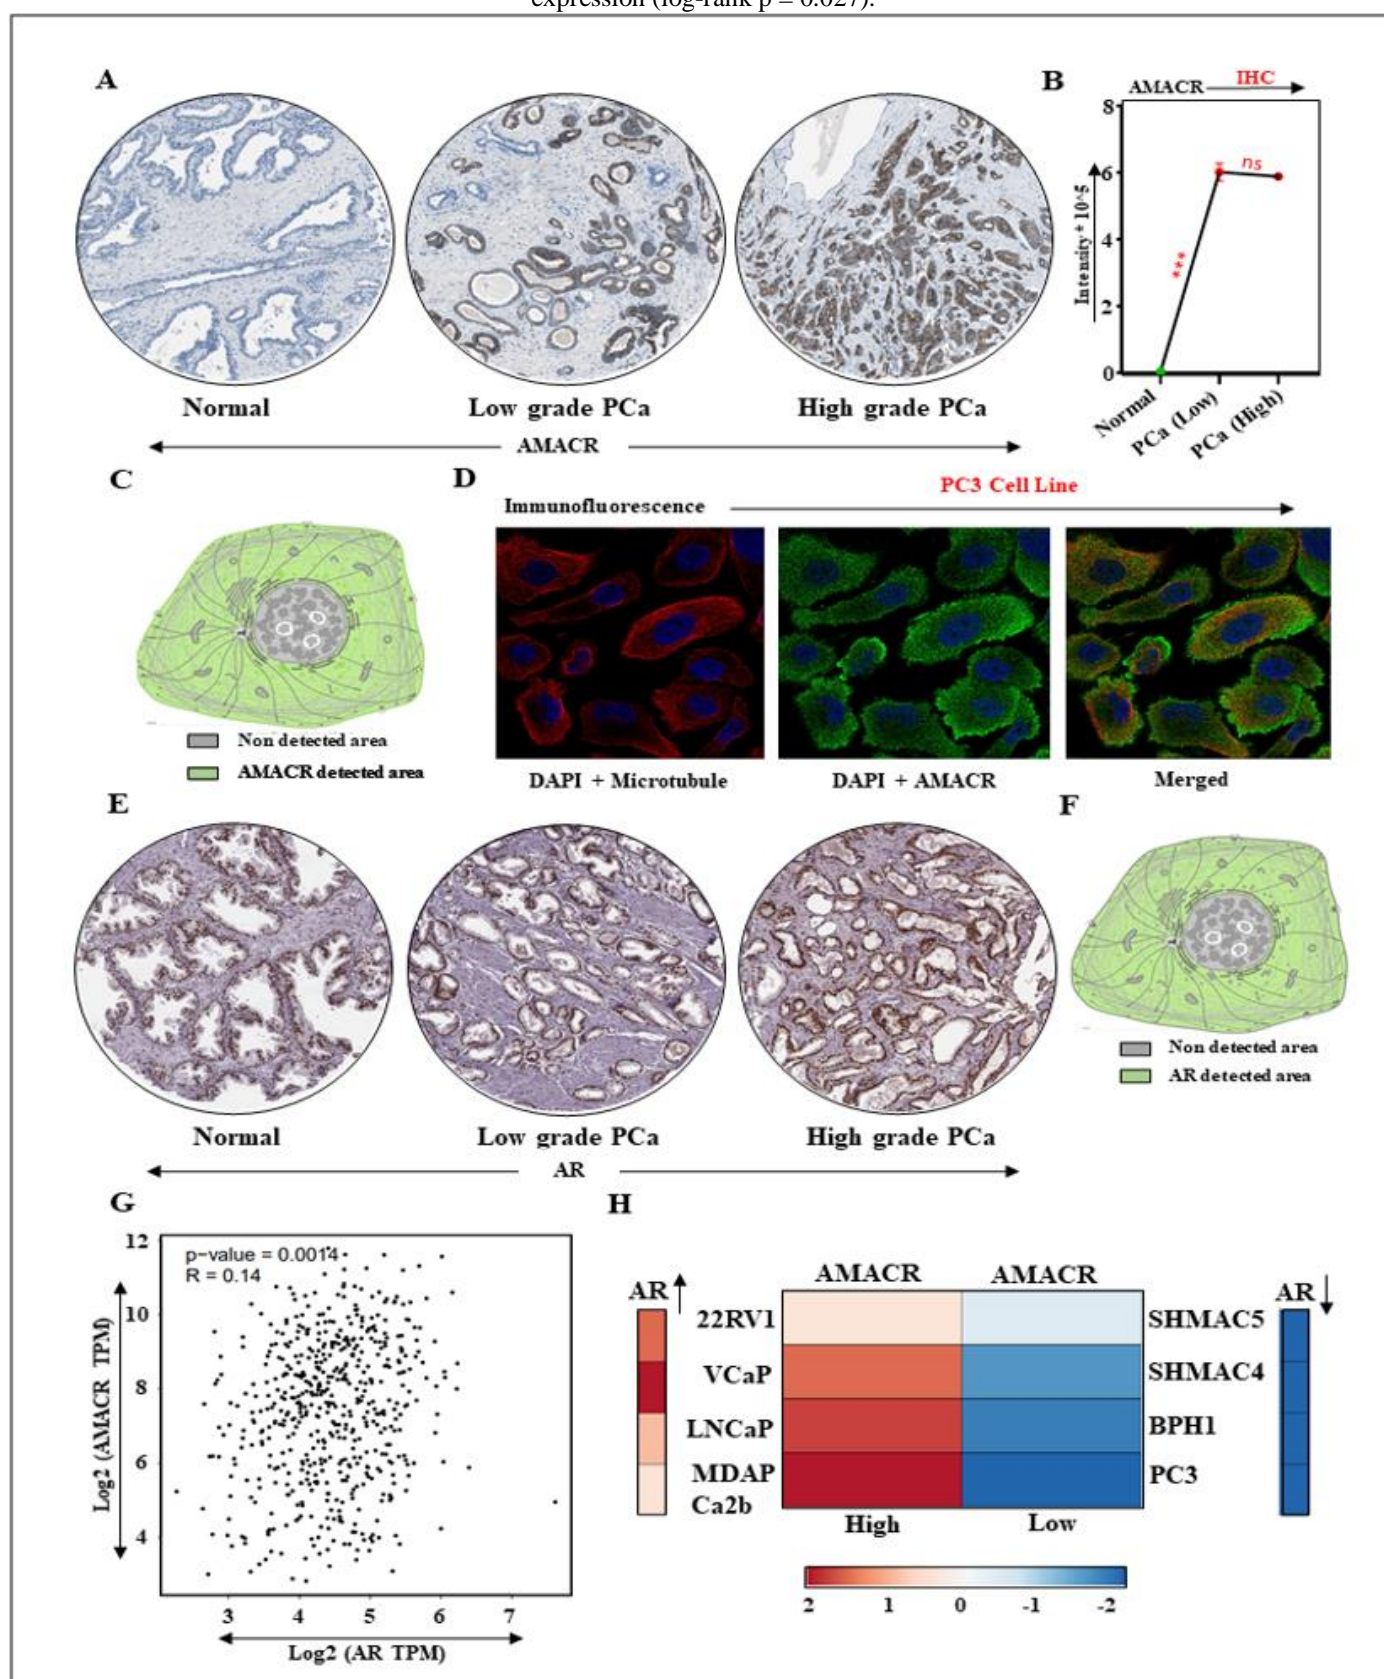 expression (log-rank p = 0.027).
A
B
AMACR
IHC
8
6
4
2
0
Intensity * 10^5
***
ns
Normal
PCa (Low)
PCa (High)
Normal
Low grade PCa
High grade PCa
AMACR
C
D
PC3 Cell Line
Immunofluorescence
Non detected area
AMACR detected area
DAPI + Microtubule
DAPI + AMACR
Merged
E
F
Non detected area
AR detected area
Normal
Low grade PCa
High grade PCa
AR
G
p-value = 0.0014
R = 0.14
12
10
8
6
4
Log2 (AMACR TPM)
3
4
5
6
7
Log2 (AR TPM)
H
AMACR
AMACR
AR
AR
22RV1
SHMAC5
VCaP
SHMAC4
LNCaP
BPH1
MDAP
Ca2b
PC3
High
Low
2
1
0
-1
-2